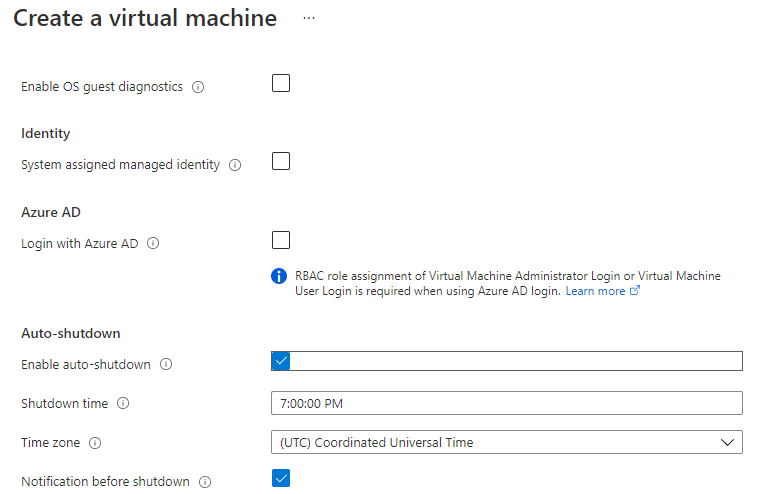 Create a virtual machine ...
Enable OS guest diagnostics
Identity
System assigned managed identity
Azure AD
Login with Azure AD
RBAC role assignment of Virtual Machine Administrator Login or Virtual Machine
User Login is required when using Azure AD login. Learn more
Auto-shutdown
Enable auto-shutdown
Shutdown time
7:00:00 PM
Time zone
(UTC) Coordinated Universal Time
Notification before shutdown